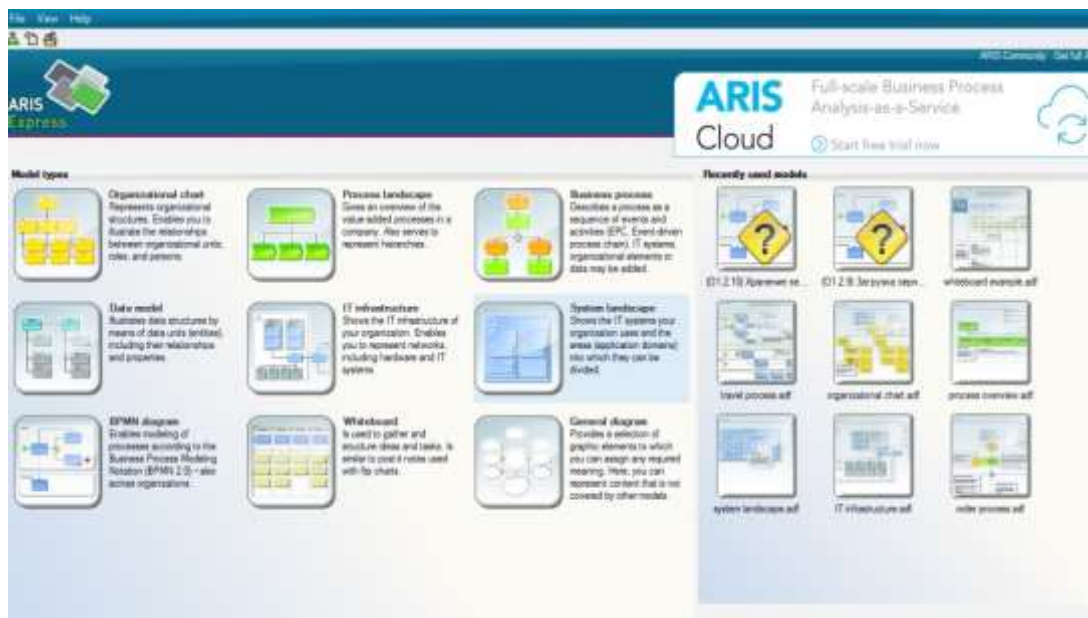 File View Help
ARIS Community
ARIS
Express
ARIS
Cloud
Full-scale Business Process
Analysis-as-a-Service
Start free trial now
Model types
Organizational chart
Represents organizational
structures. Enables you to
illustrate the relationships
between organizational units,
roles, and persons.
Process landscape
Gives an overview of the
value-added processes in a
company. Also serves to
represent hierarchies.
Business process
Describes a process as a
sequence of events and
activities (EPC, Event-driven
process chain). IT systems,
organizational elements or
data may be added.
Data model
Illustrates data structures by
means of data units (entities),
including their relationships
and properties.
IT infrastructure
Shows the IT infrastructure of
your organization. Enables
you to represent networks,
including hardware and IT
systems.
System landscape
Shows the IT systems your
organization uses and the
areas (application domains)
into which they can be
divided.
BPMN diagram
Enables modeling of
processes according to the
Business Process Modeling
Notation (BPMN 2.0) - also
across organizations.
Whiteboard
Is used to gather and
structure ideas and tasks. Is
similar to post it notes used
with flip charts.
General diagram
Provides a selection of
graphic elements to which
you can assign any required
meaning. Here, you can
represent content that is not
covered by other models.
Recently used models
whiteboard example.adf
travel process.adf
organizational chart.adf
process overview.adf
system landscape.adf
IT infrastructure.adf
order process.adf